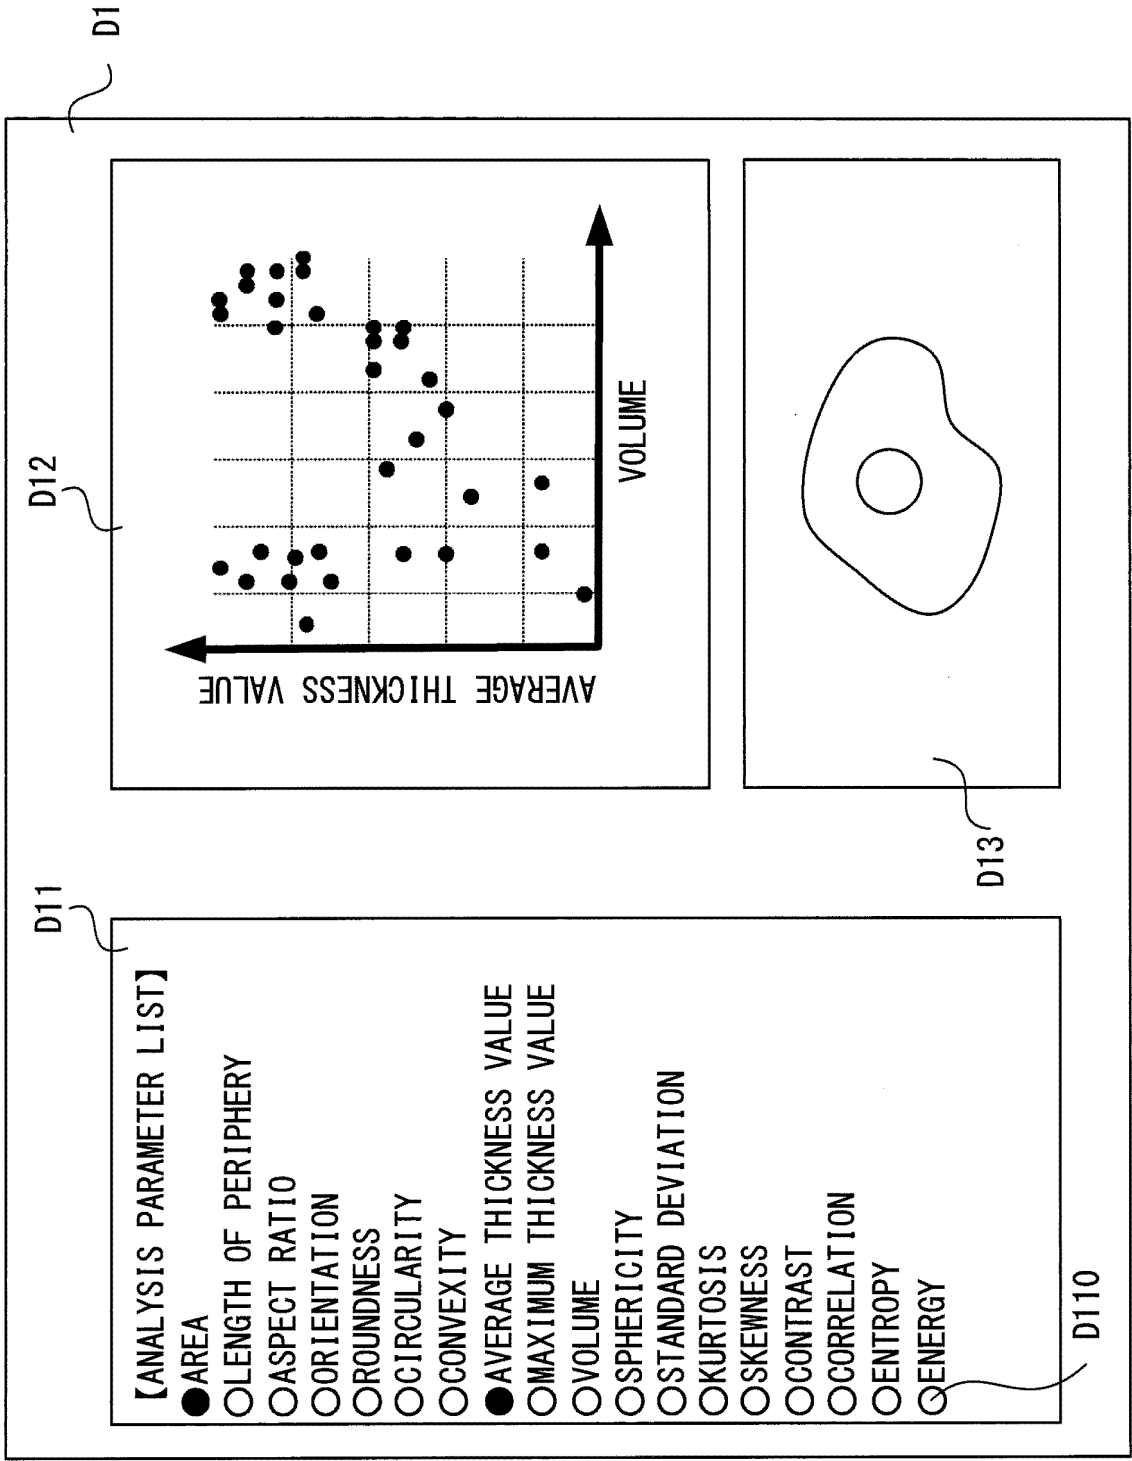 D1
D11
【ANALYSIS PARAMETER LIST】
●AREA
○LENGTH OF PERIPHERY
○ASPECT RATIO
○ORIENTATION
○ROUNDNESS
○CIRCULARITY
○CONVEXITY
●AVERAGE THICKNESS VALUE
○MAXIMUM THICKNESS VALUE
○VOLUME
○SPHERICITY
○STANDARD DEVIATION
○KURTOSIS
○SKEWNESS
○CONTRAST
○CORRELATION
○ENTROPY
○ENERGY
D110
D12
AVERAGE THICKNESS VALUE
VOLUME
D13